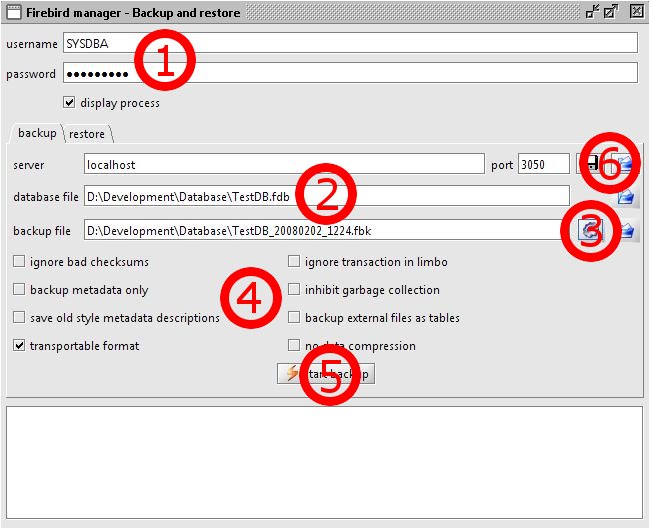 Firebird manager - Backup and restore
username SYSDBA
password ●●●●●●●●●
1
display process
backup restore
server localhost port 3050
6
database file D:\Development\Database\TestDB.fdb
2
backup file D:\Development\Database\TestDB_20080202_1224.fbk
3
ignore bad checksums ignore transaction in limbo
backup metadata only inhibit garbage collection
4
save old style metadata descriptions backup external files as tables
transportable format no data compression
start backup
5